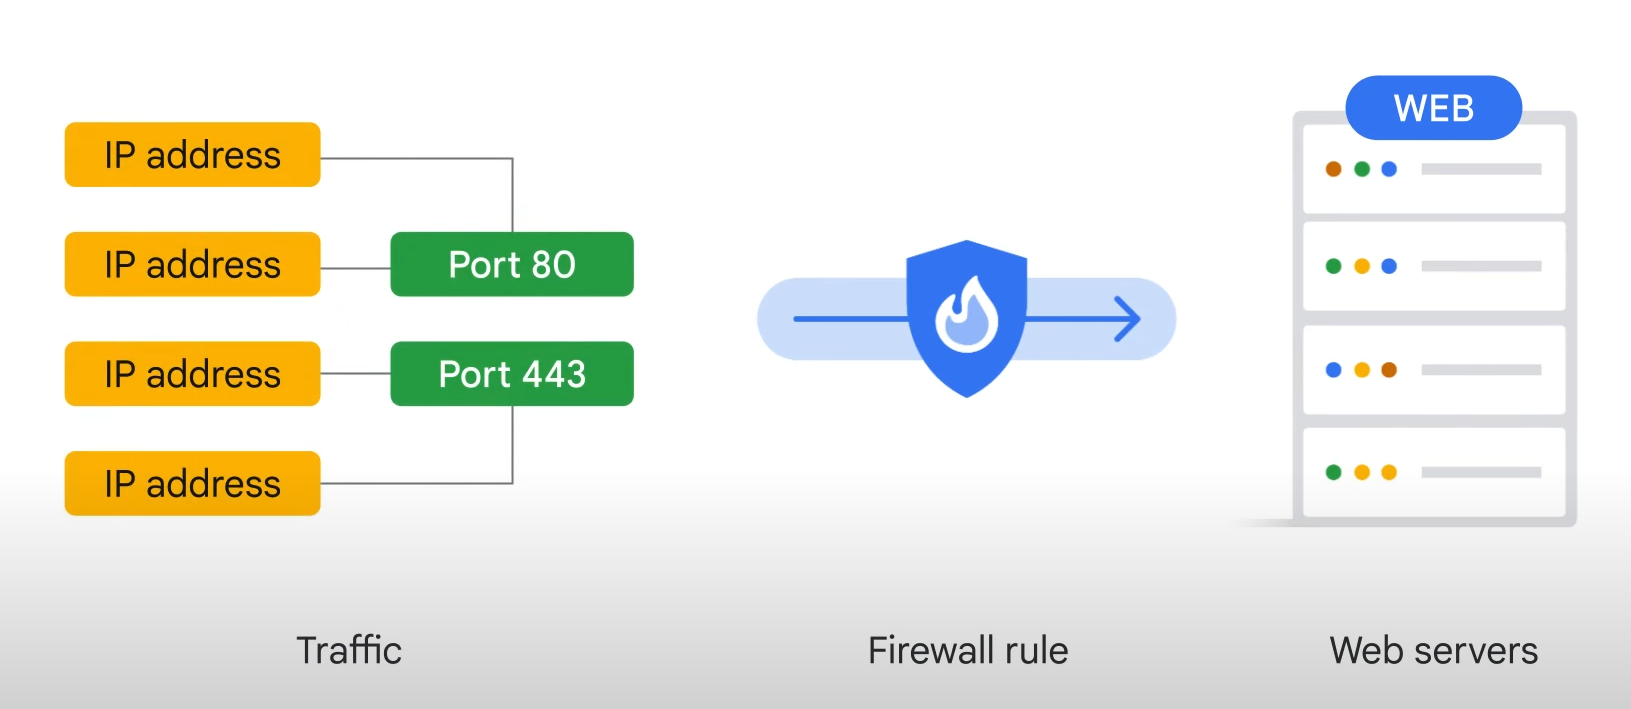 WEB
IP address
IP address
Port 80
IP address
Port 443
IP address
Traffic
Firewall rule
Web servers